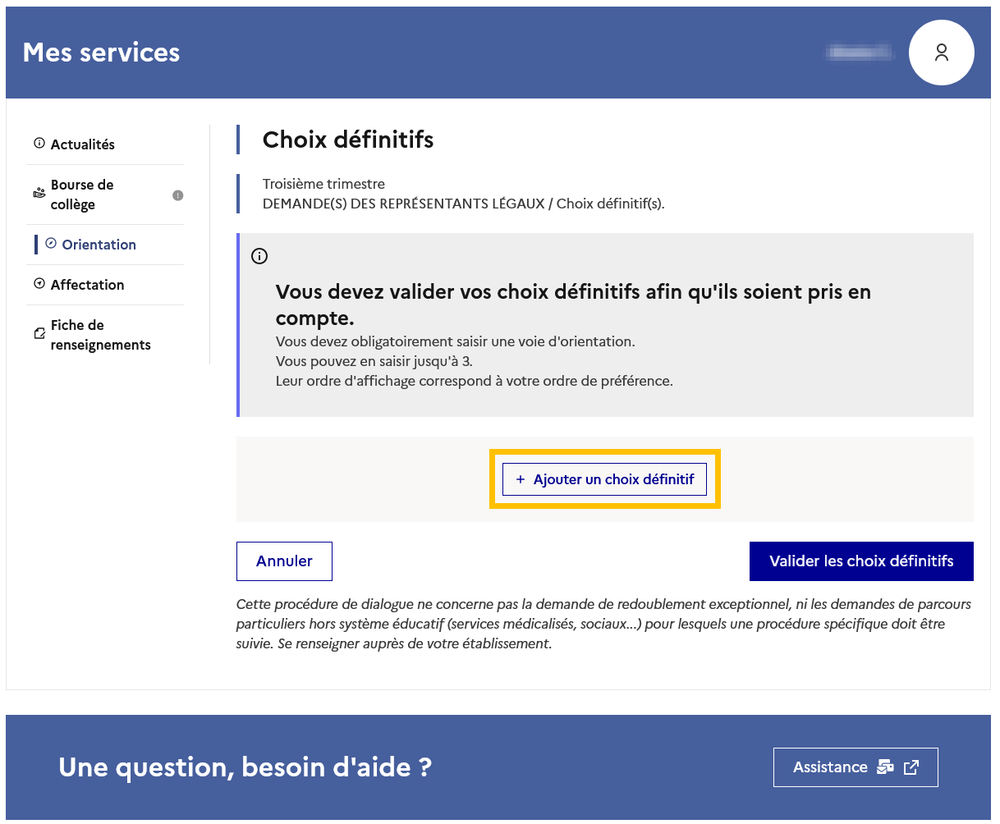 Mes services
Actualités
Bourse de
collège
Orientation
Affectation
Fiche de
renseignements
Choix définitifs
Troisième trimestre
DEMANDE(S) DES REPRÉSENTANTS LÉGAUX / Choix définitif(s).
Vous devez valider vos choix définitifs afin qu'ils soient pris en
compte.
Vous devez obligatoirement saisir une voie d'orientation.
Vous pouvez en saisir jusqu'à 3.
Leur ordre d'affichage correspond à votre ordre de préférence.
+ Ajouter un choix définitif
Annuler
Valider les choix définitifs
Cette procédure de dialogue ne concerne pas la demande de redoublement exceptionnel, ni les demandes de parcours
particuliers hors système éducatif (services médicalisés, sociaux...) pour lesquels une procédure spécifique doit être
suivie. Se renseigner auprès de votre établissement.
Une question, besoin d'aide ?
Assistance